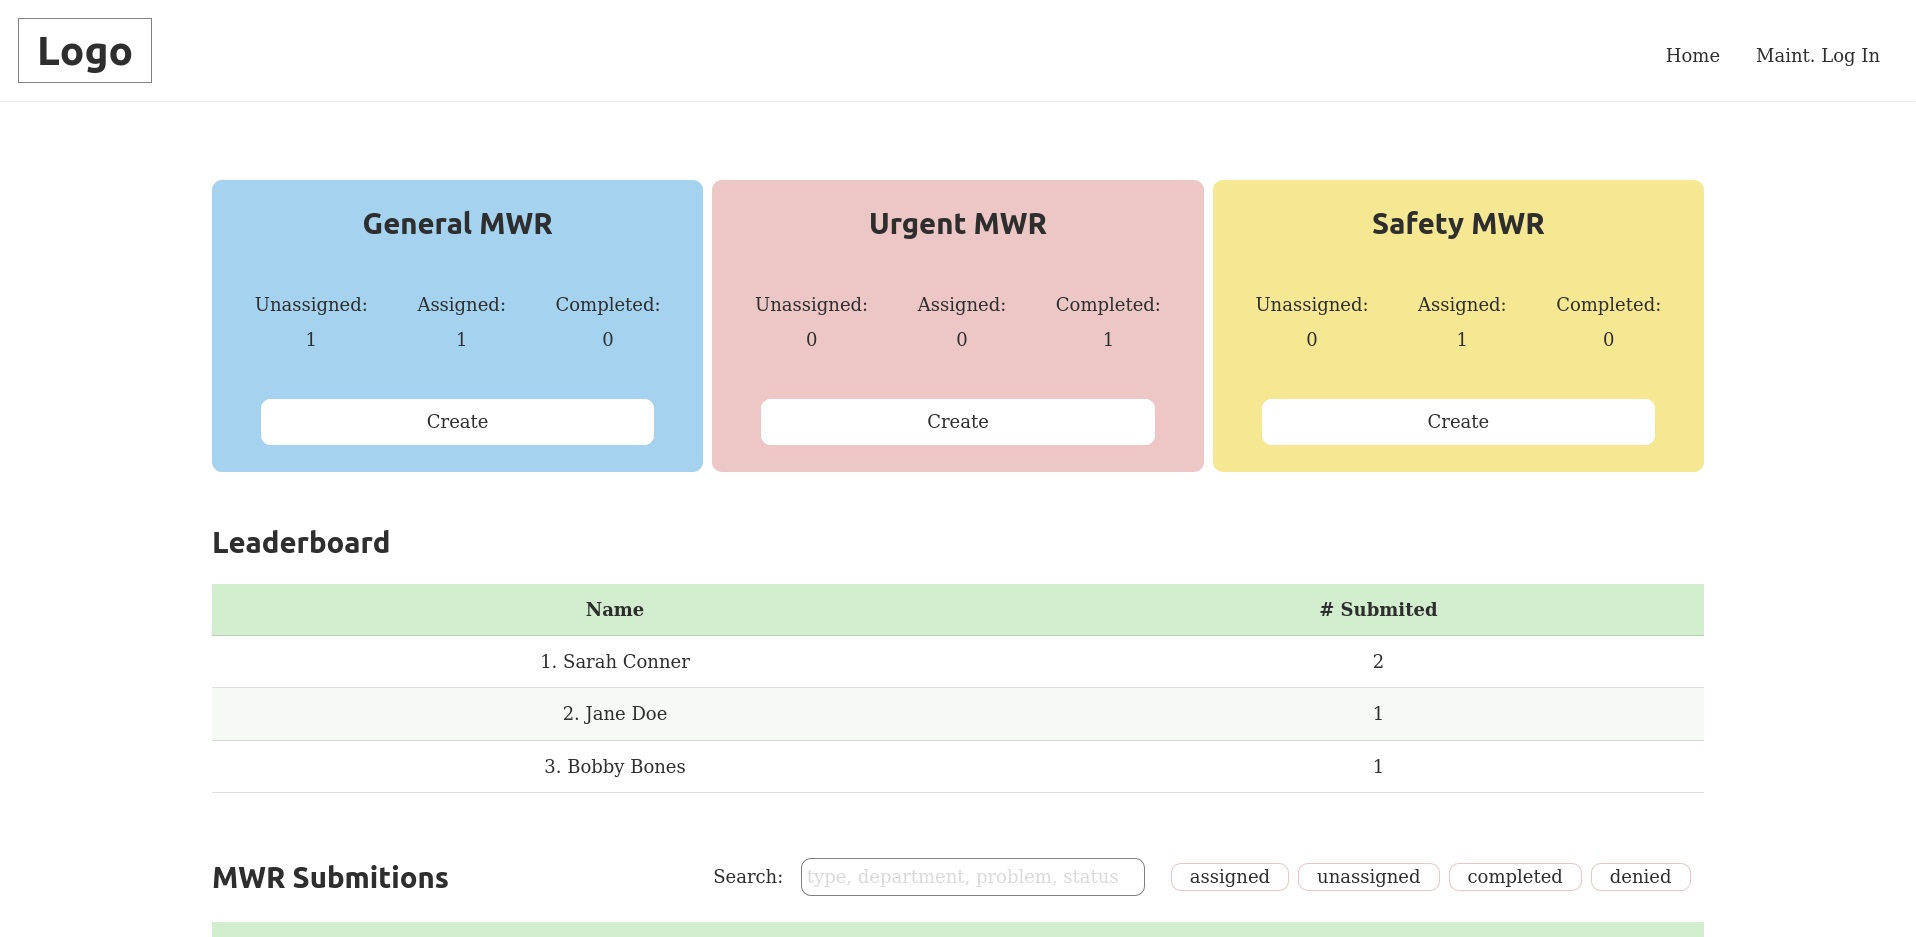 Logo
Home Maint. Log In
General MWR
Unassigned: Assigned: Completed:
1 1 0
Create
Urgent MWR
Unassigned: Assigned: Completed:
0 0 1
Create
Safety MWR
Unassigned: Assigned: Completed:
0 1 0
Create
Leaderboard
Name # Submited
1. Sarah Conner 2
2. Jane Doe 1
3. Bobby Bones 1
MWR Submitions Search: type, department, problem, status assigned unassigned completed denied